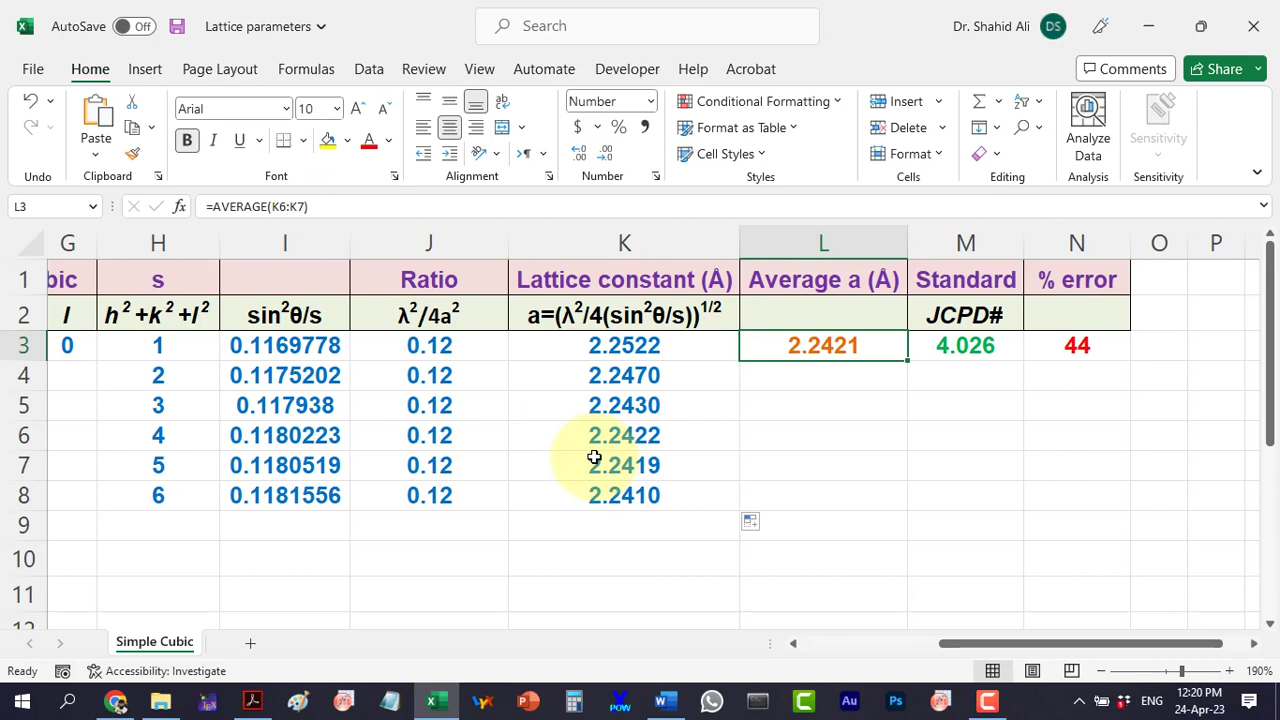 AutoSave Off Lattice parameters Search Dr. Shahid Ali DS
File Home Insert Page Layout Formulas Data Review View Automate Developer Help Acrobat Comments Share
Paste Arial 10 B I U A ab Number $ % , Conditional Formatting Format as Table Cell Styles Insert Delete Format Analyze Data Sensitivity
Undo Clipboard Font Alignment Number Styles Cells Editing Analysis Sensitivity
L3 fx =AVERAGE(K6:K7)
G H I J K L M N O P
1 bic s Ratio Lattice constant (Å) Average a (Å) Standard % error
2 l h²+k²+l² sin²θ/s λ²/4a² a=(λ²/4(sin²θ/s))¹/² JCPD#
3 0 1 0.1169778 0.12 2.2522 2.2421 4.026 44
4 2 0.1175202 0.12 2.2470
5 3 0.117938 0.12 2.2430
6 4 0.1180223 0.12 2.2422
7 5 0.1180519 0.12 2.2419
8 6 0.1181556 0.12 2.2410
9
10
11
12
Simple Cubic
Ready Accessibility: Investigate 190%
POW Au Ps ENG 12:20 PM
24-Apr-23